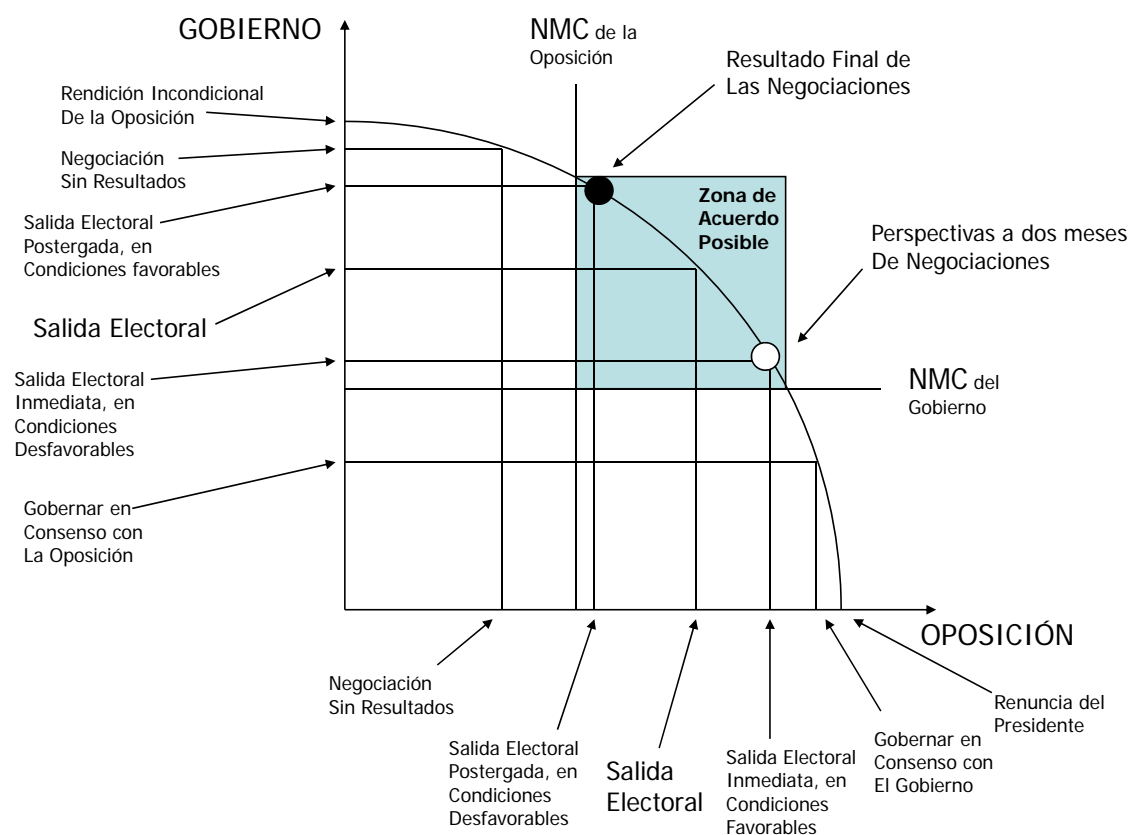 GOBIERNO
NMC de la
Oposición
Resultado Final de
Las Negociaciones
Rendición Incondicional
De la Oposición
Negociación
Sin Resultados
Salida Electoral
Postergada, en
Condiciones favorables
Zona de
Acuerdo
Posible
Perspectivas a dos meses
De Negociaciones
Salida Electoral
Salida Electoral
Inmediata, en
Condiciones
Desfavorables
NMC del
Gobierno
Gobernar en
Consenso con
La Oposición
OPOSICIÓN
Negociación
Sin Resultados
Salida Electoral
Postergada, en
Condiciones
Desfavorables
Salida
Electoral
Salida Electoral
Inmediata, en
Condiciones
Favorables
Gobernar en
Consenso con
El Gobierno
Renuncia del
Presidente